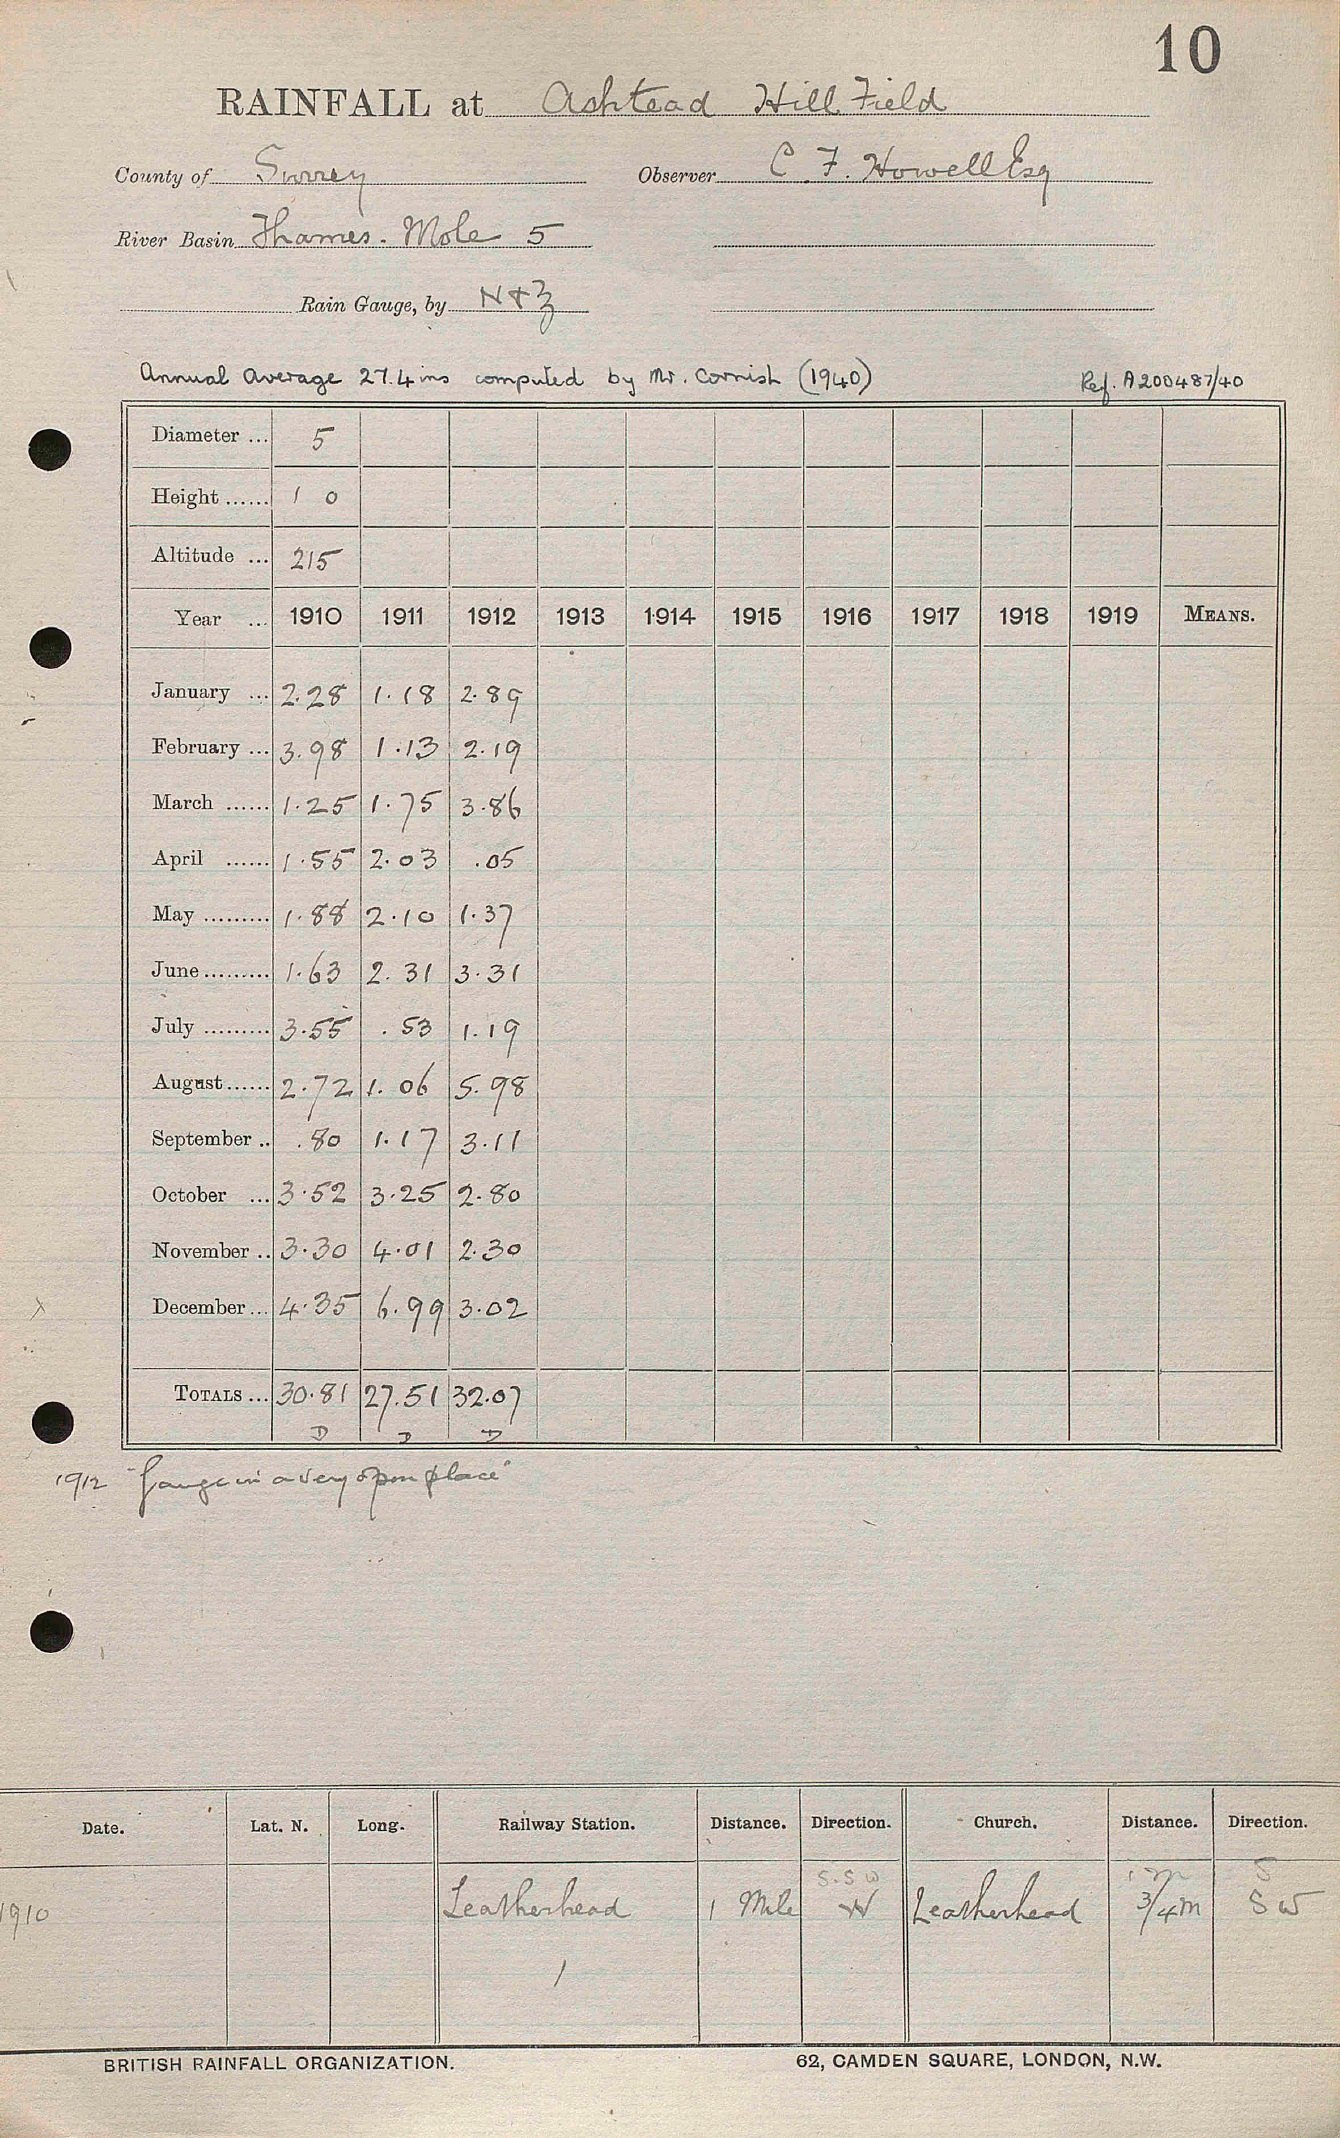 10
RAINFALL at Ashtead Hill Field
County of Surrey Observer C F. Howell Esq
River Basin Thames. Mole 5
Rain Gauge, by N+Z
Annual Average 27.4ins computed by Mr. Cornish (1940) Ref. A200487/40
Diameter ... 5
Height ...... 1 0
Altitude ... 215
Year ... 1910 1911 1912 1913 1914 1915 1916 1917 1918 1919 MEANS.
January ... 2.28 1.18 2.89
February ... 3.98 1.13 2.19
March ...... 1.25 1.75 3.86
April ...... 1.55 2.03 .05
May ......... 1.88 2.10 1.37
June ......... 1.63 2.31 3.31
July ......... 3.55 .53 1.19
August ...... 2.72 1.06 5.98
September .. .80 1.17 3.11
October ... 3.52 3.25 2.80
November .. 3.30 4.01 2.30
December ... 4.35 6.99 3.02
TOTALS ... 30.81 27.51 32.07
D D D
1912 "Gauge in a very open place"
Date. Lat. N. Long. Railway Station. Distance. Direction. Church. Distance. Direction.
S.S W 1 m S
1910 Leatherhead 1 Mile W Leatherhead 3/4 m S W
BRITISH RAINFALL ORGANIZATION. 62, CAMDEN SQUARE, LONDON, N.W.